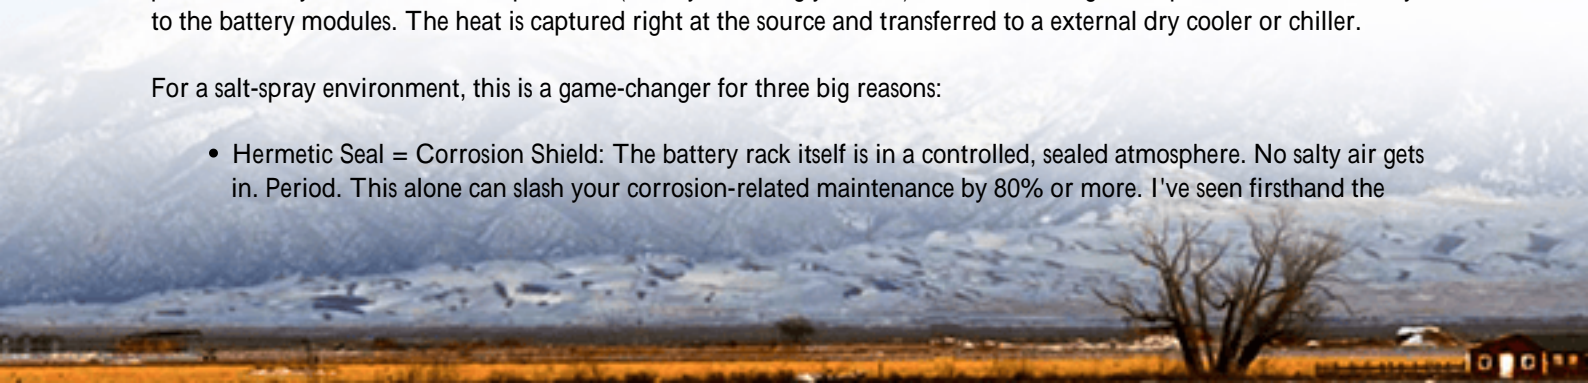 to the battery modules. The heat is captured right at the source and transferred to a external dry cooler or chiller.
For a salt-spray environment, this is a game-changer for three big reasons:
• Hermetic Seal = Corrosion Shield: The battery rack itself is in a controlled, sealed atmosphere. No salty air gets
in. Period. This alone can slash your corrosion-related maintenance by 80% or more. I've seen firsthand the